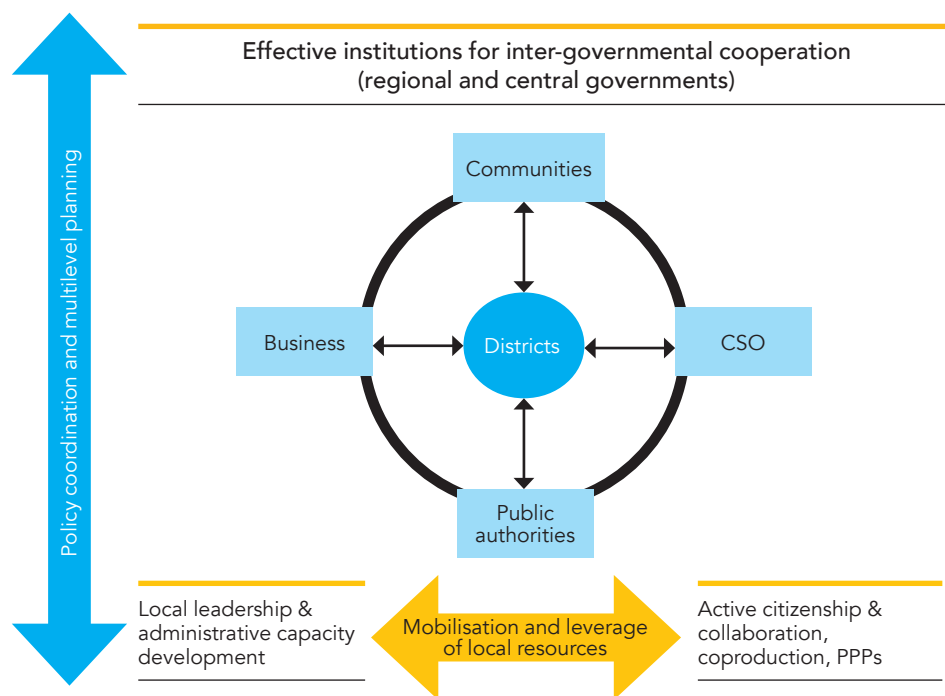 Effective institutions for inter-governmental cooperation
(regional and central governments)
Policy coordination and multilevel planning
Communities
Business
Districts
CSO
Public
authorities
Local leadership &
administrative capacity
development
Mobilisation and leverage
of local resources
Active citizenship &
collaboration,
coproduction, PPPs